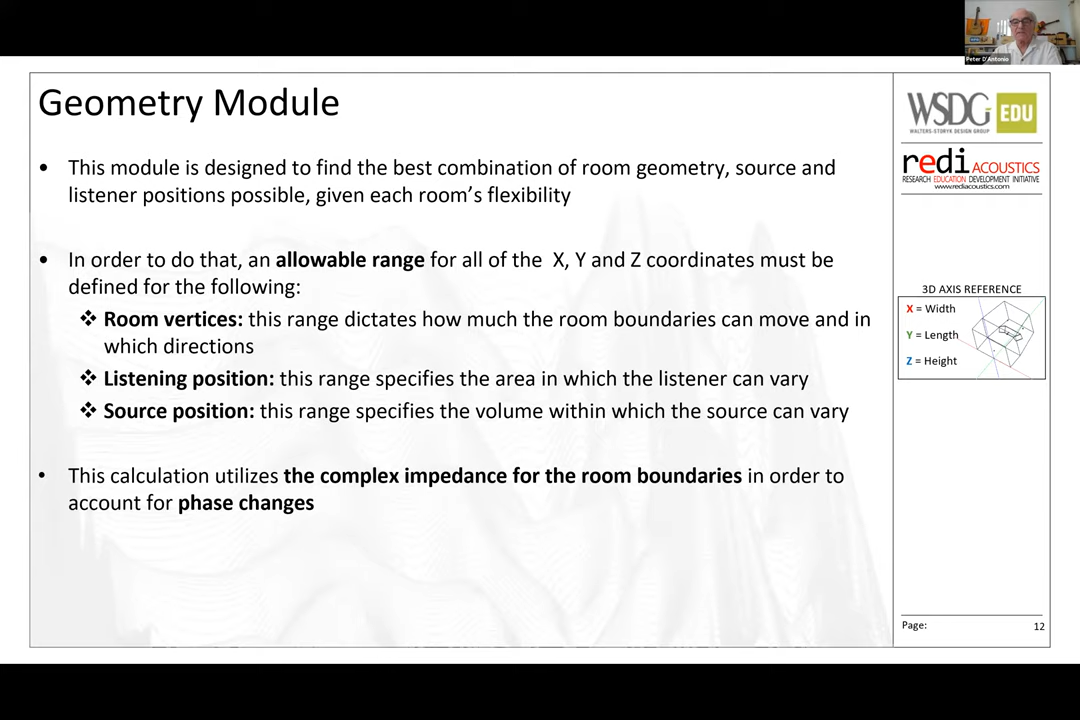 Peter D'Antonio
Geometry Module
• This module is designed to find the best combination of room geometry, source and
listener positions possible, given each room's flexibility
• In order to do that, an allowable range for all of the X, Y and Z coordinates must be
defined for the following:
❖ Room vertices: this range dictates how much the room boundaries can move and in
which directions
❖ Listening position: this range specifies the area in which the listener can vary
❖ Source position: this range specifies the volume within which the source can vary
• This calculation utilizes the complex impedance for the room boundaries in order to
account for phase changes
WSDG EDU
WALTERS-STORYK DESIGN GROUP
redi ACOUSTICS
RESEARCH EDUCATION DEVELOPMENT INITIATIVE
www.rediacoustics.com
3D AXIS REFERENCE
X = Width
Y = Length
Z = Height
Page: 12